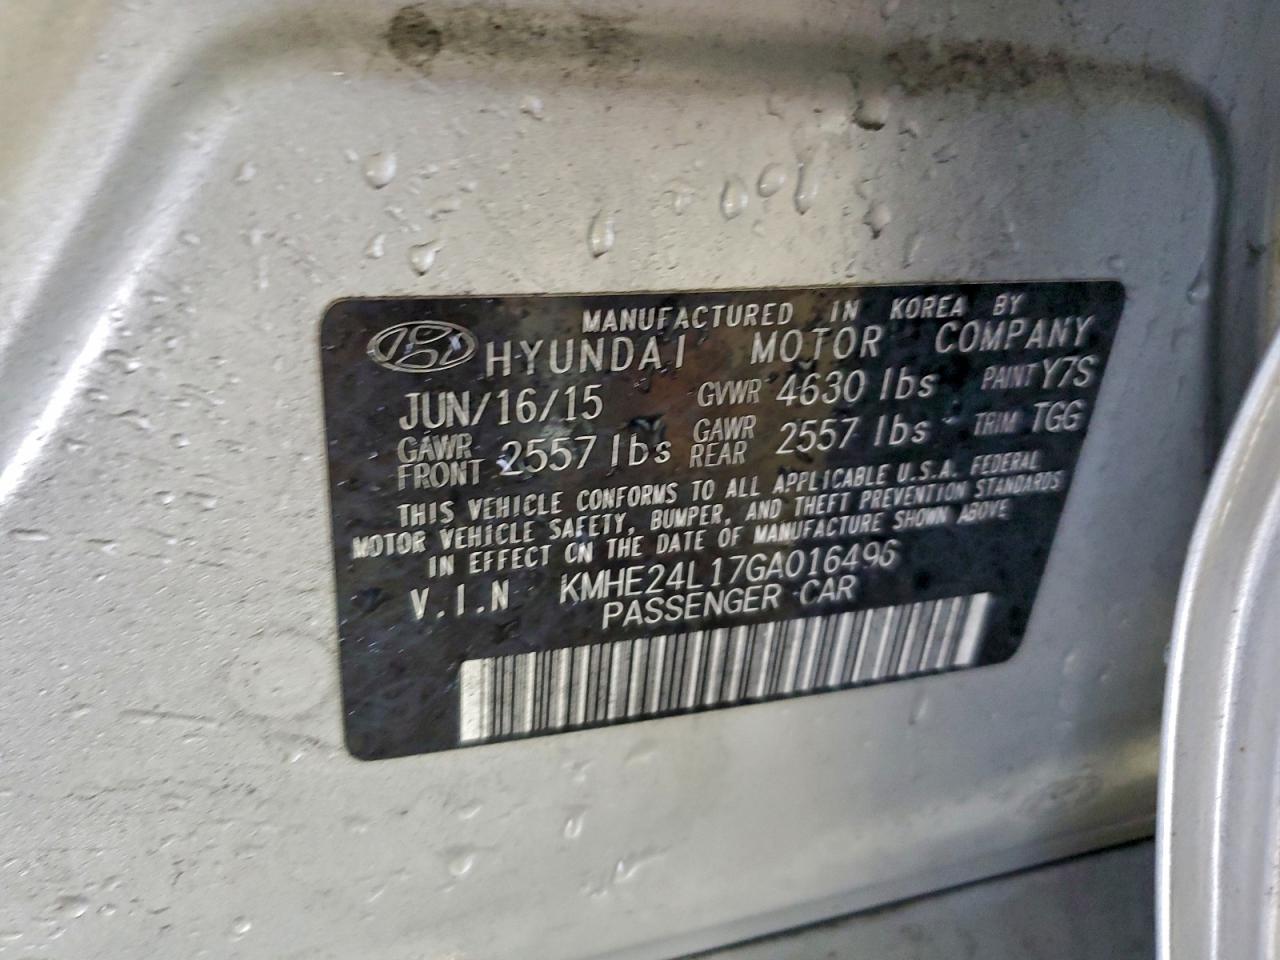 MANUFACTURED IN KOREA BY
HYUNDAI MOTOR COMPANY
JUN/16/15 GVWR 4630 lbs PAINT Y7S
GAWR FRONT 2557 lbs GAWR REAR 2557 lbs TRIM TGG
THIS VEHICLE CONFORMS TO ALL APPLICABLE U.S.A. FEDERAL
MOTOR VEHICLE SAFETY, BUMPER, AND THEFT PREVENTION STANDARDS
IN EFFECT ON THE DATE OF MANUFACTURE SHOWN ABOVE
V.I.N KMHE24L17GA016496
PASSENGER CAR